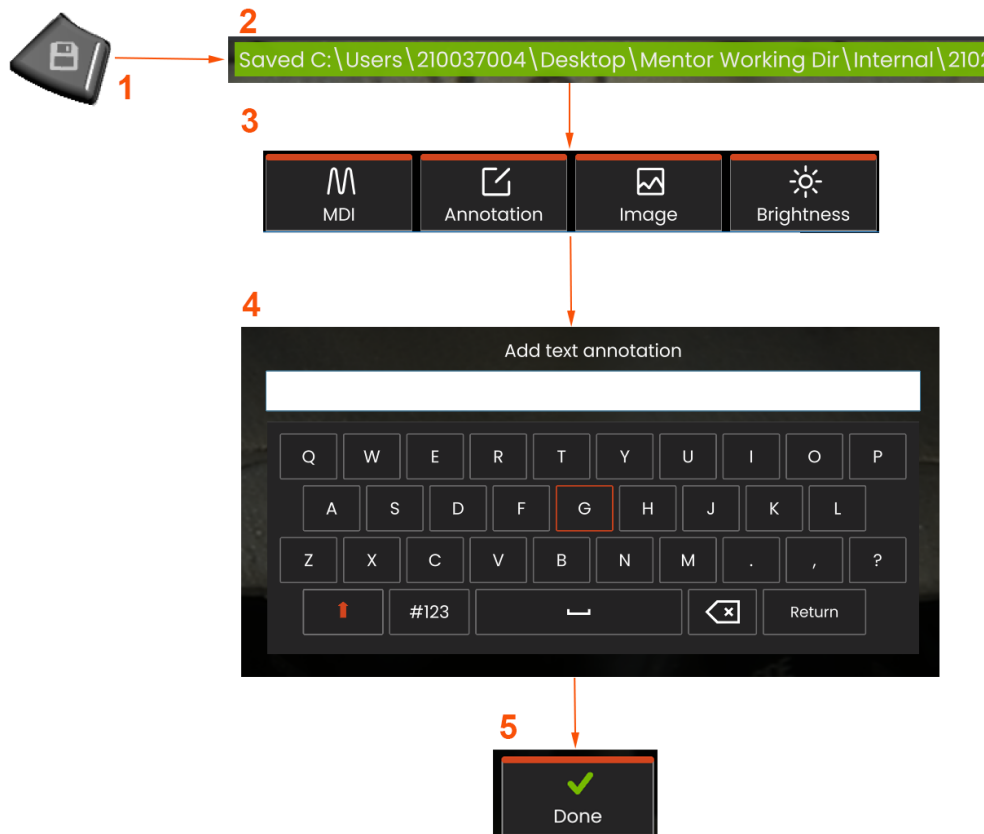 1
2
Saved C:\Users\210037004\Desktop\Mentor Working Dir\Internal\210
3
MDI Annotation Image Brightness
4
Add text annotation
Q W E R T Y U I O P
A S D F G H J K L
Z X C V B N M . , ?
#123 Return
5
Done